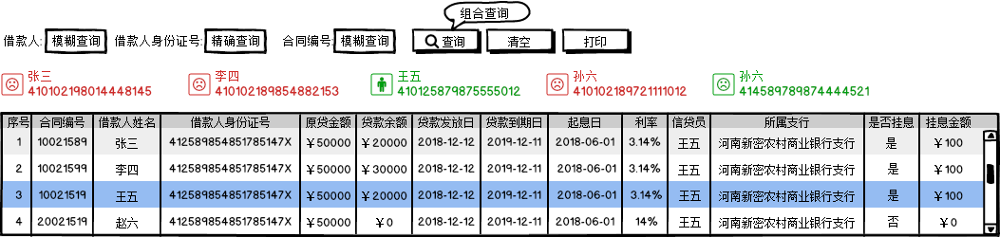 组合查询
借款人: 模糊查询 借款人身份证号: 精确查询 合同编号: 模糊查询 查询 清空 打印
张三 李四 王五 孙六 孙六
410102198014448145 410102189854882153 410125879875555012 410102189721111012 414589789874444521
序号 合同编号 借款人姓名 借款人身份证号 原贷金额 贷款余额 贷款发放日 贷款到期日 起息日 利率 信贷员 所属支行 是否挂息 挂息金额
1 10021589 张三 41258985485178514​7X ￥50000 ￥20000 2018-12-12 2019-12-11 2018-06-01 3.14% 王五 河南新密农村商业银行支行 是 ￥100
2 10021599 李四 412589854851785147X ￥50000 ￥30000 2018-12-12 2019-12-11 2018-06-01 3.14% 王五 河南新密农村商业银行支行 是 ￥100
3 10021519 王五 412589854851785147X ￥50000 ￥20000 2018-12-12 2019-12-11 2018-06-01 3.14% 王五 河南新密农村商业银行支行 是 ￥100
4 20021519 赵六 412589854851785147X ￥50000 ￥0 2018-12-12 2019-12-11 2018-06-01 14% 王五 河南新密农村商业银行支行 否 ￥0